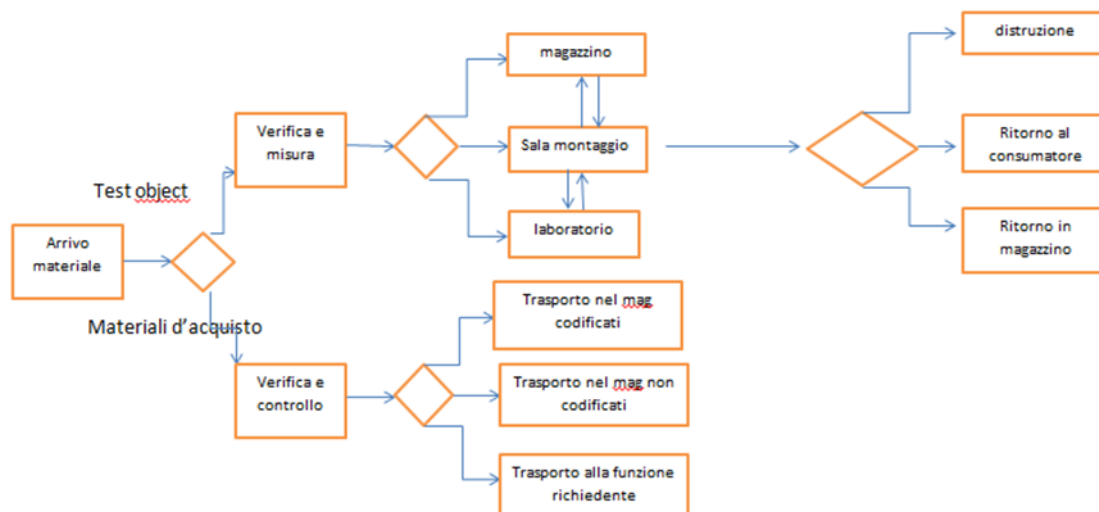 magazzino
distruzione
Verifica e
misura
Sala montaggio
Ritorno al
consumatore
Test object
laboratorio
Ritorno in
magazzino
Arrivo
materiale
Materiali d'acquisto
Trasporto nel mag
codificati
Verifica e
controllo
Trasporto nel mag non
codificati
Trasporto alla funzione
richiedente